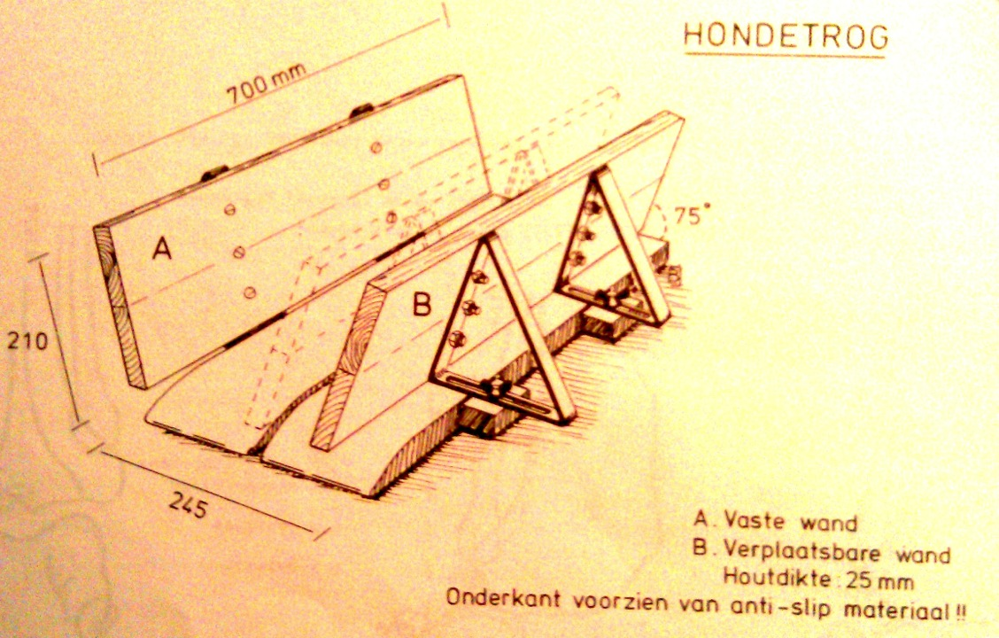 HONDETROG
700 mm
A
75°
B
210
245
A. Vaste wand
B. Verplaatsbare wand
Houtdikte: 25 mm
Onderkant voorzien van anti-slip materiaal!!